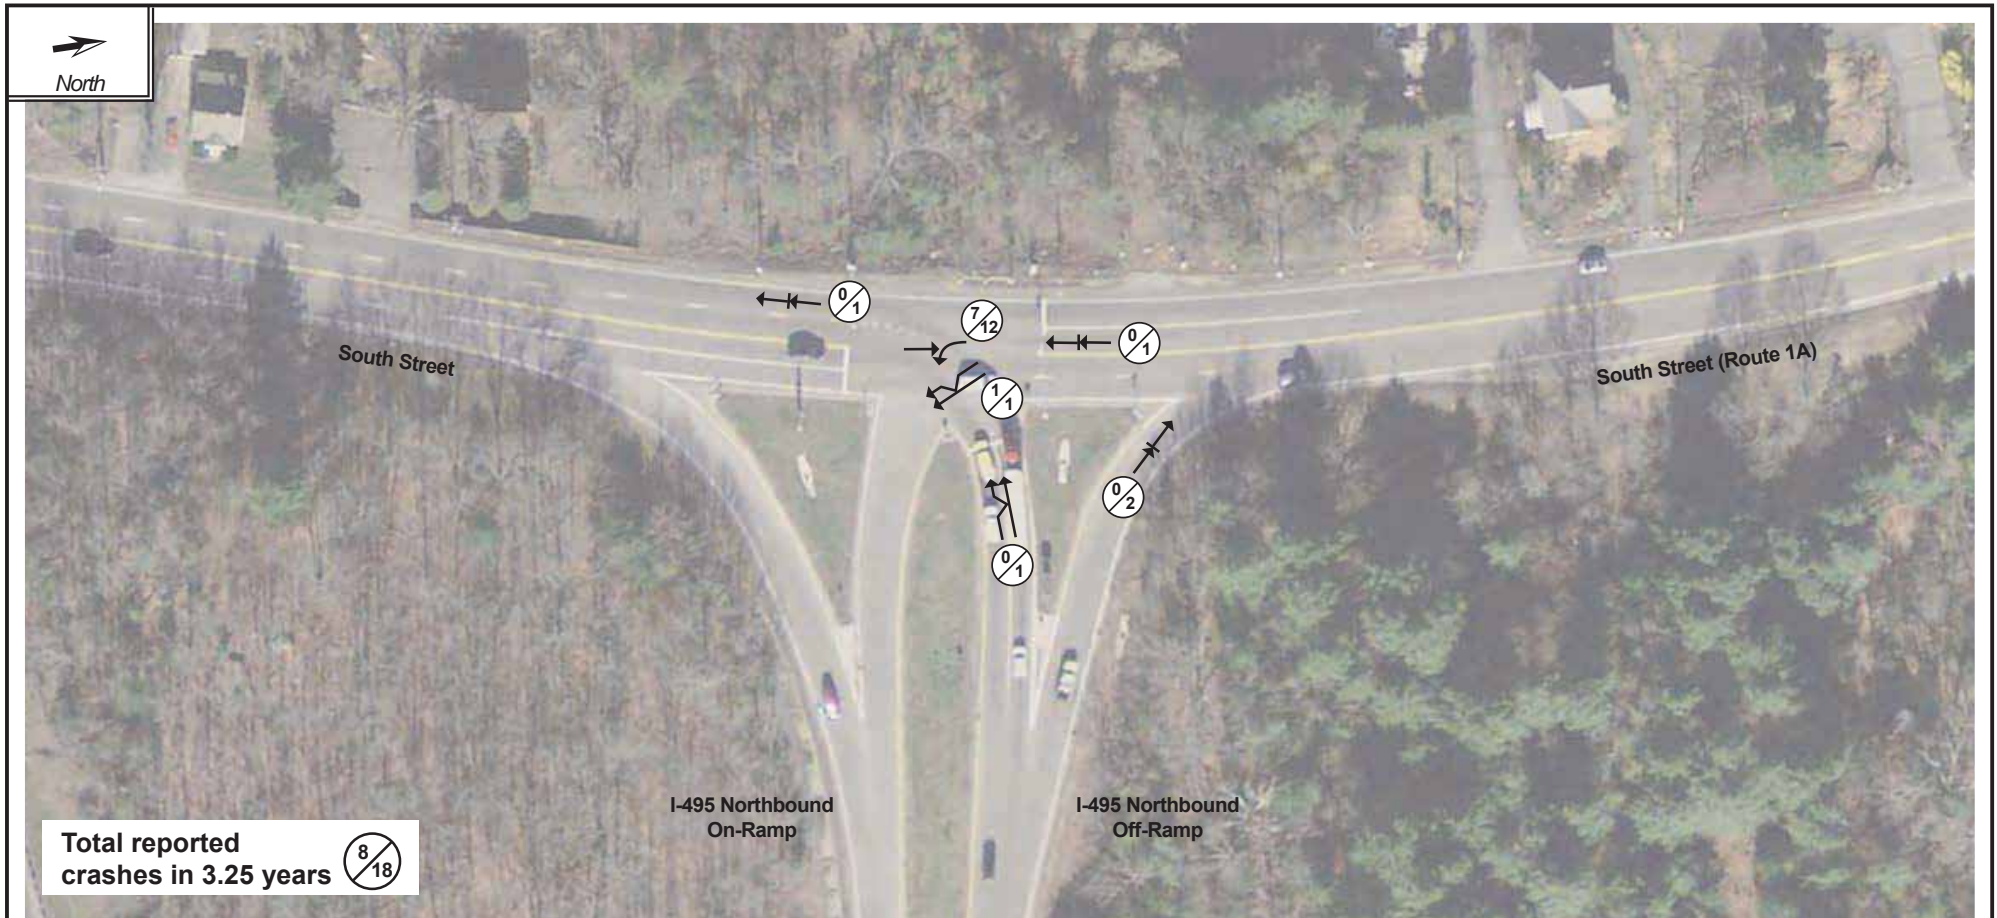 North
0/1
7/12
0/1
South Street
South Street (Route 1A)
1/1
0/2
0/1
I-495 Northbound
On-Ramp
I-495 Northbound
Off-Ramp
Total reported
crashes in 3.25 years 8/18